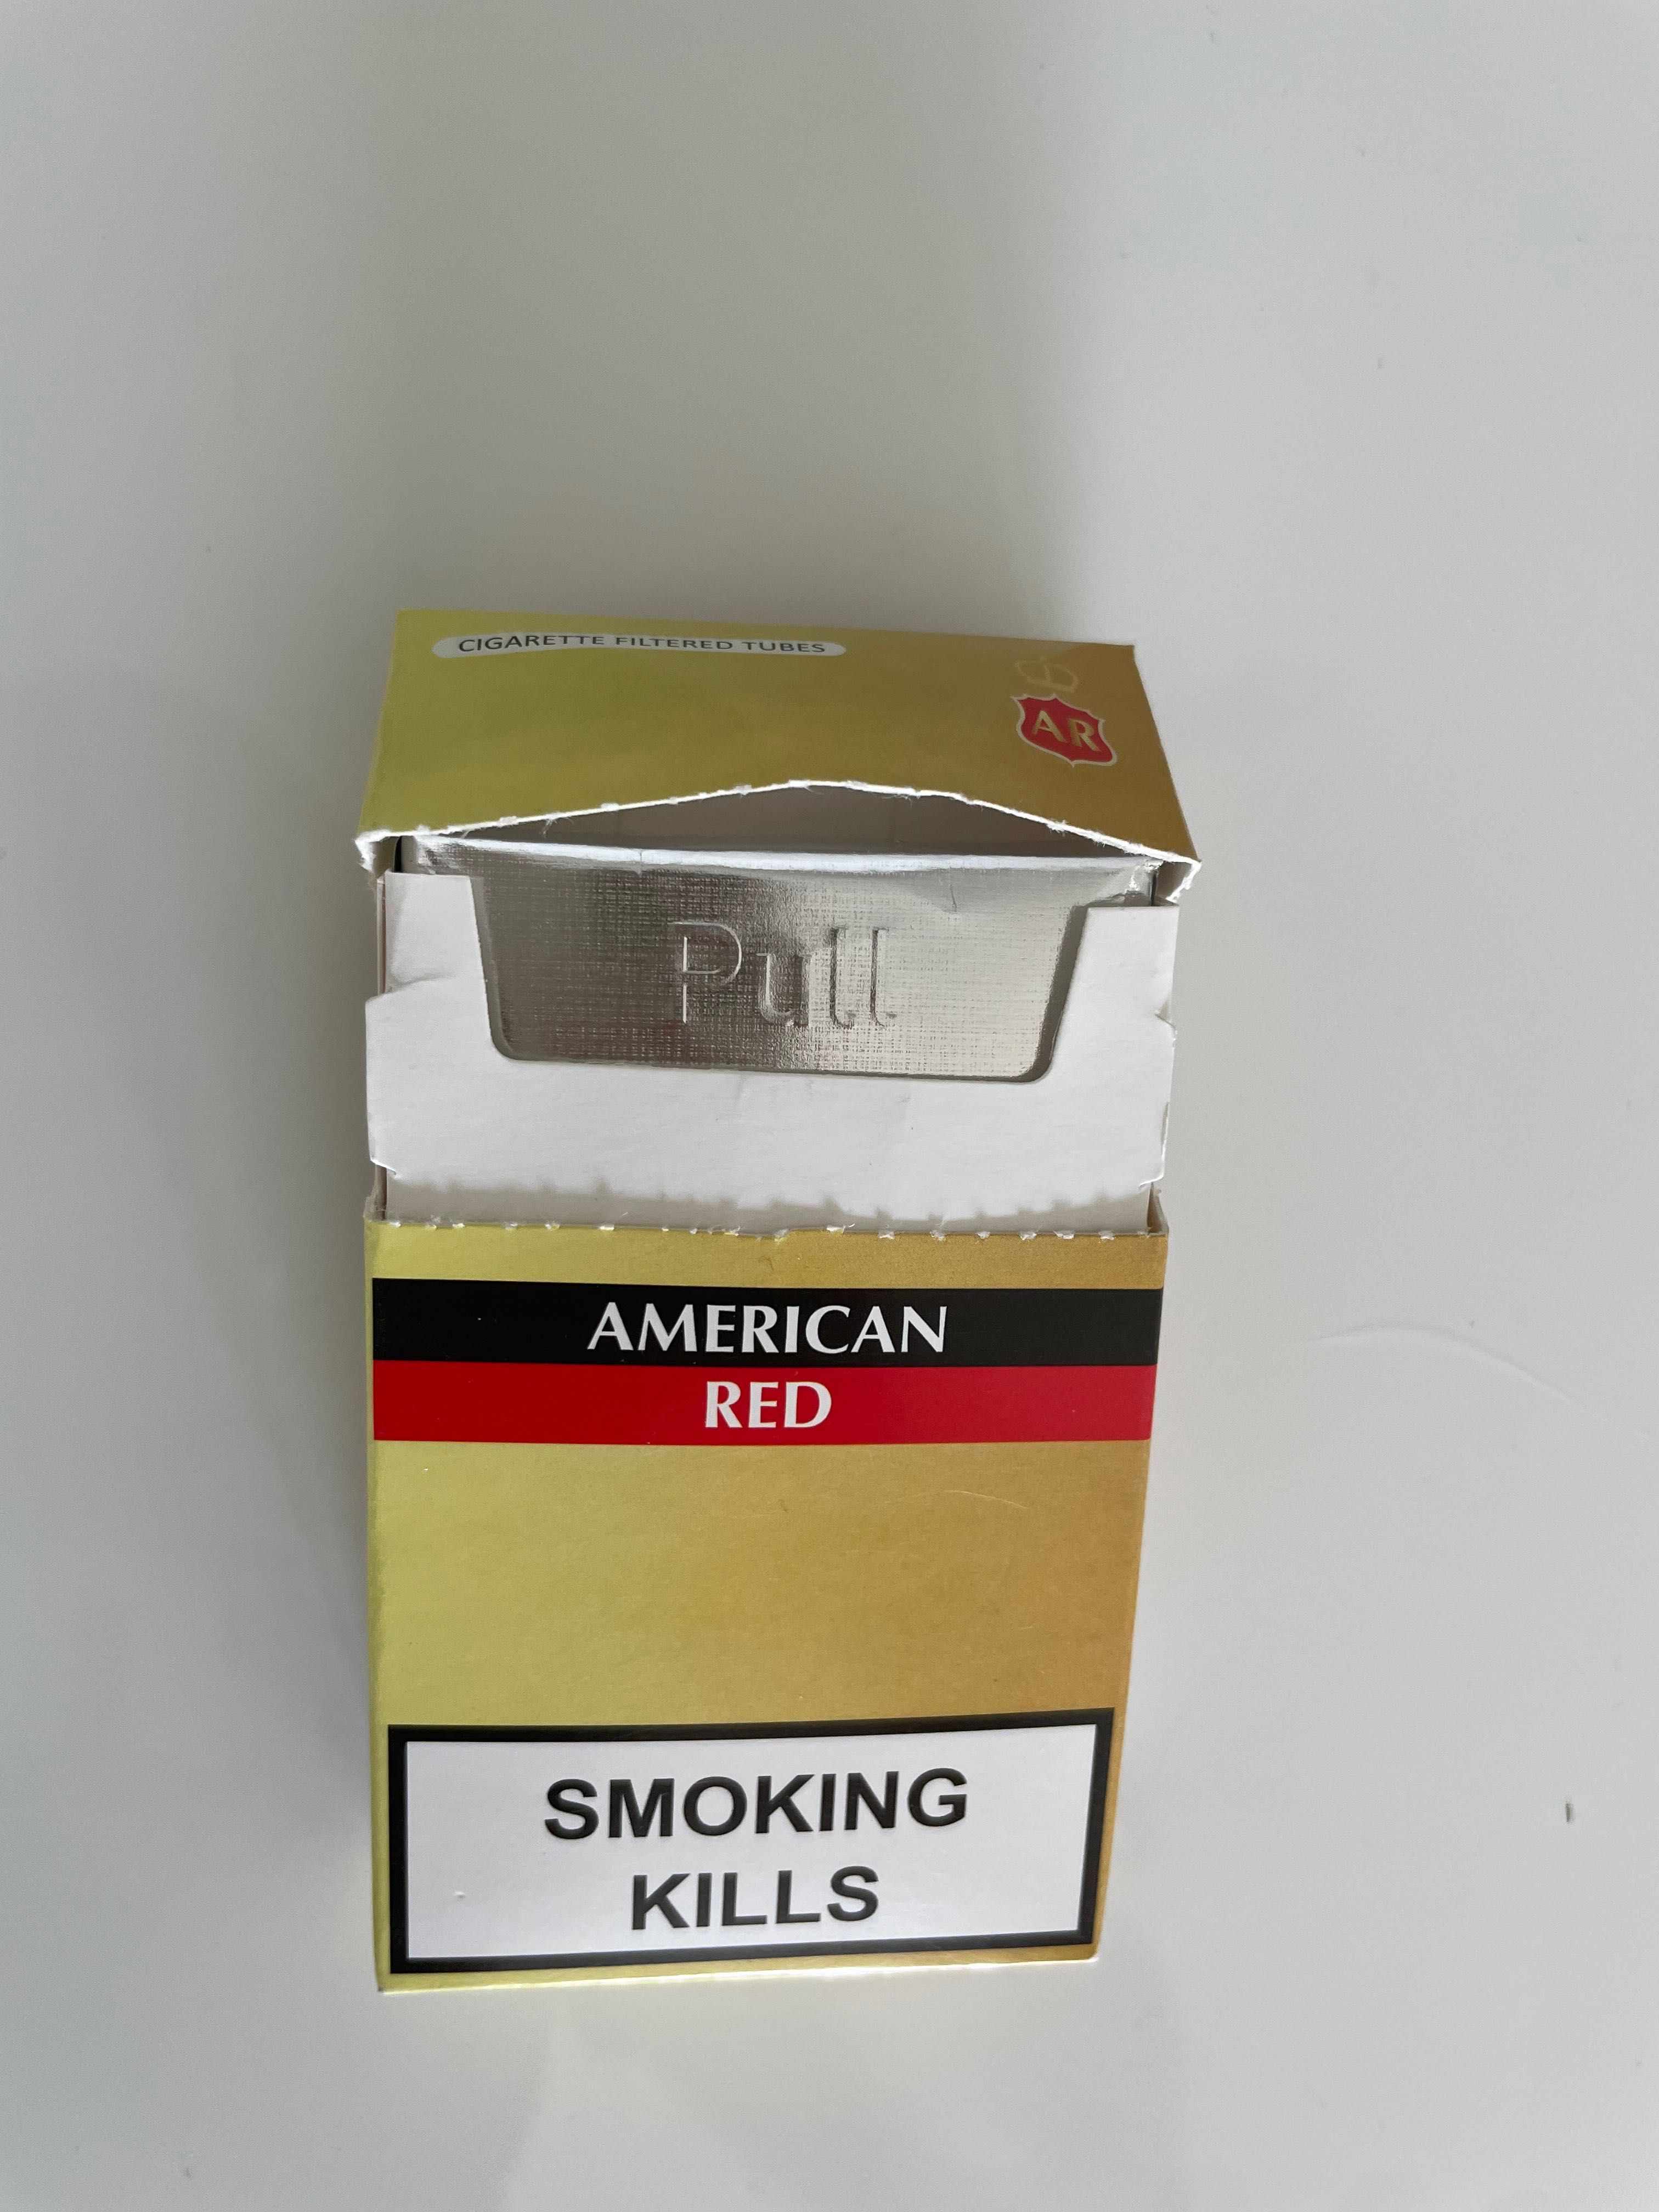 CIGARETTE FILTERED TUBES
AR
Pull
AMERICAN
RED
SMOKING
KILLS